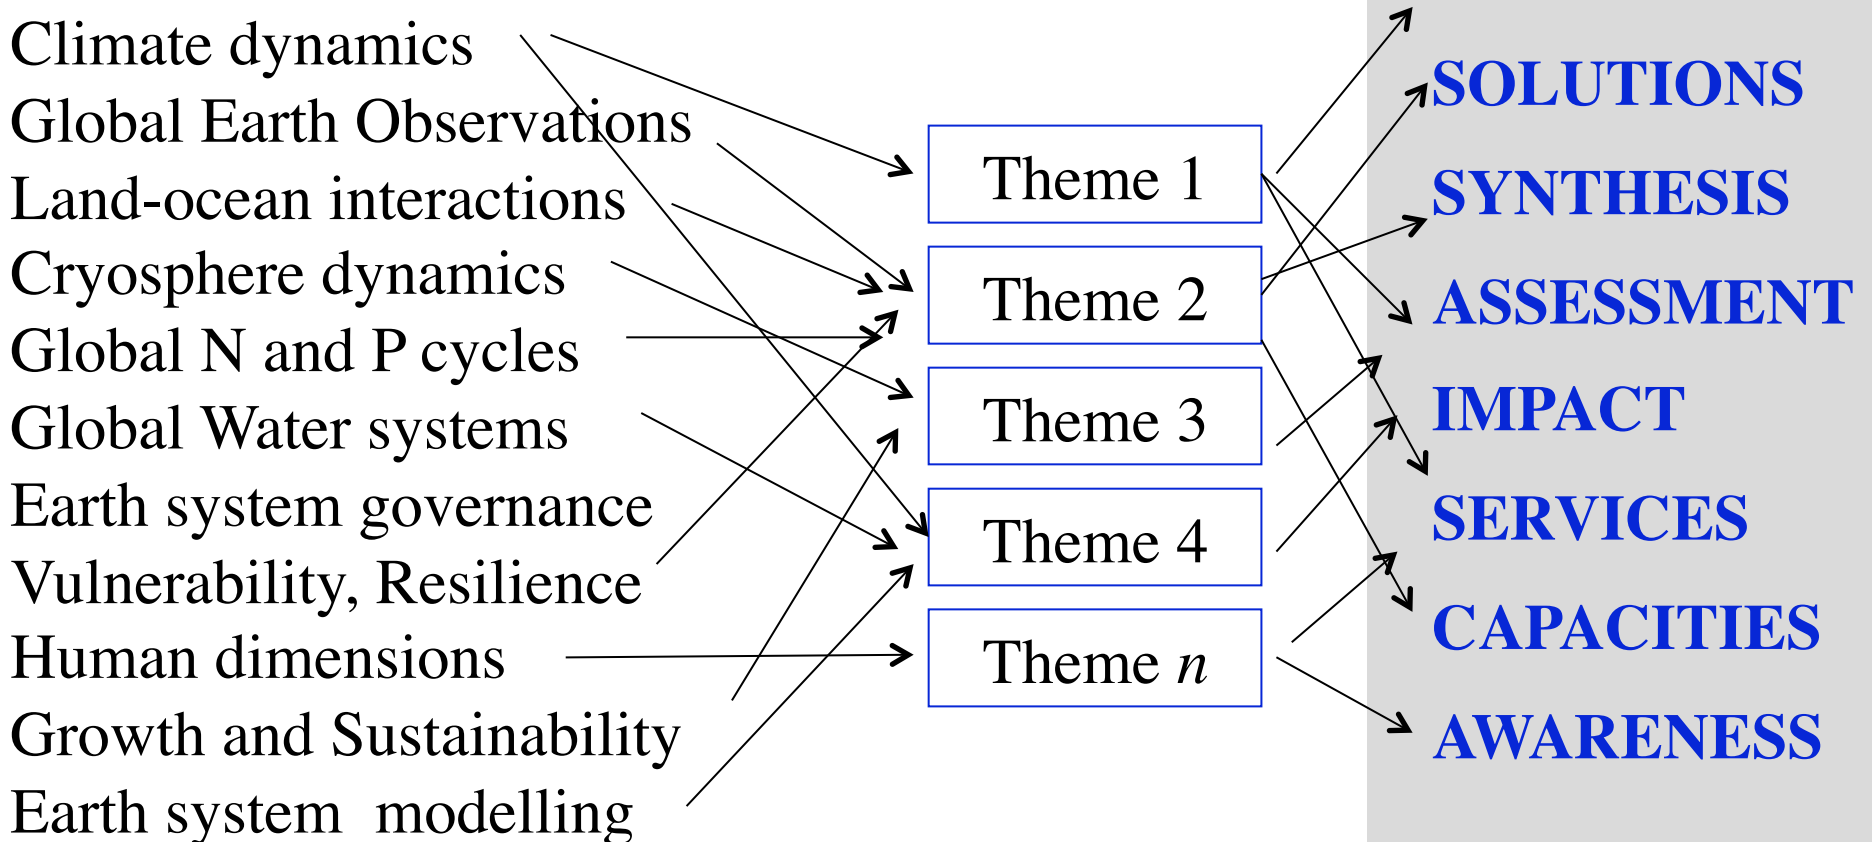 Climate dynamics
Global Earth Observations
Land-ocean interactions
Cryosphere dynamics
Global N and P cycles
Global Water systems
Earth system governance
Vulnerability, Resilience
Human dimensions
Growth and Sustainability
Earth system  modelling
Theme 1
Theme 2
Theme 3
Theme 4
Theme n
SOLUTIONS
SYNTHESIS
ASSESSMENT
IMPACT
SERVICES
CAPACITIES
AWARENESS